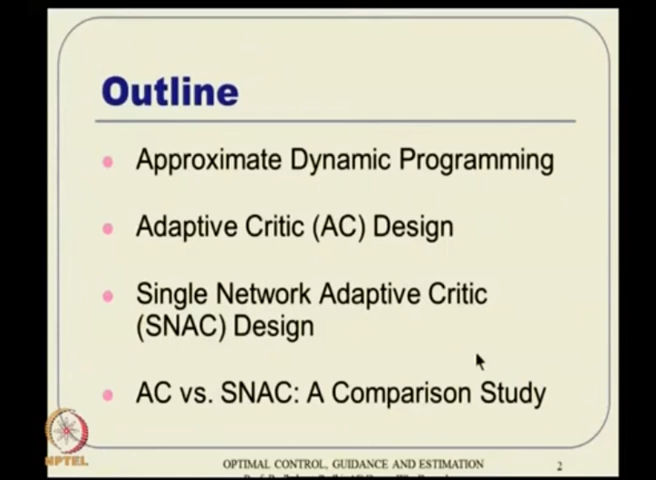 Outline
Approximate Dynamic Programming
Adaptive Critic (AC) Design
Single Network Adaptive Critic
(SNAC) Design
AC vs. SNAC: A Comparison Study
NPTEL
OPTIMAL CONTROL, GUIDANCE AND ESTIMATION
2